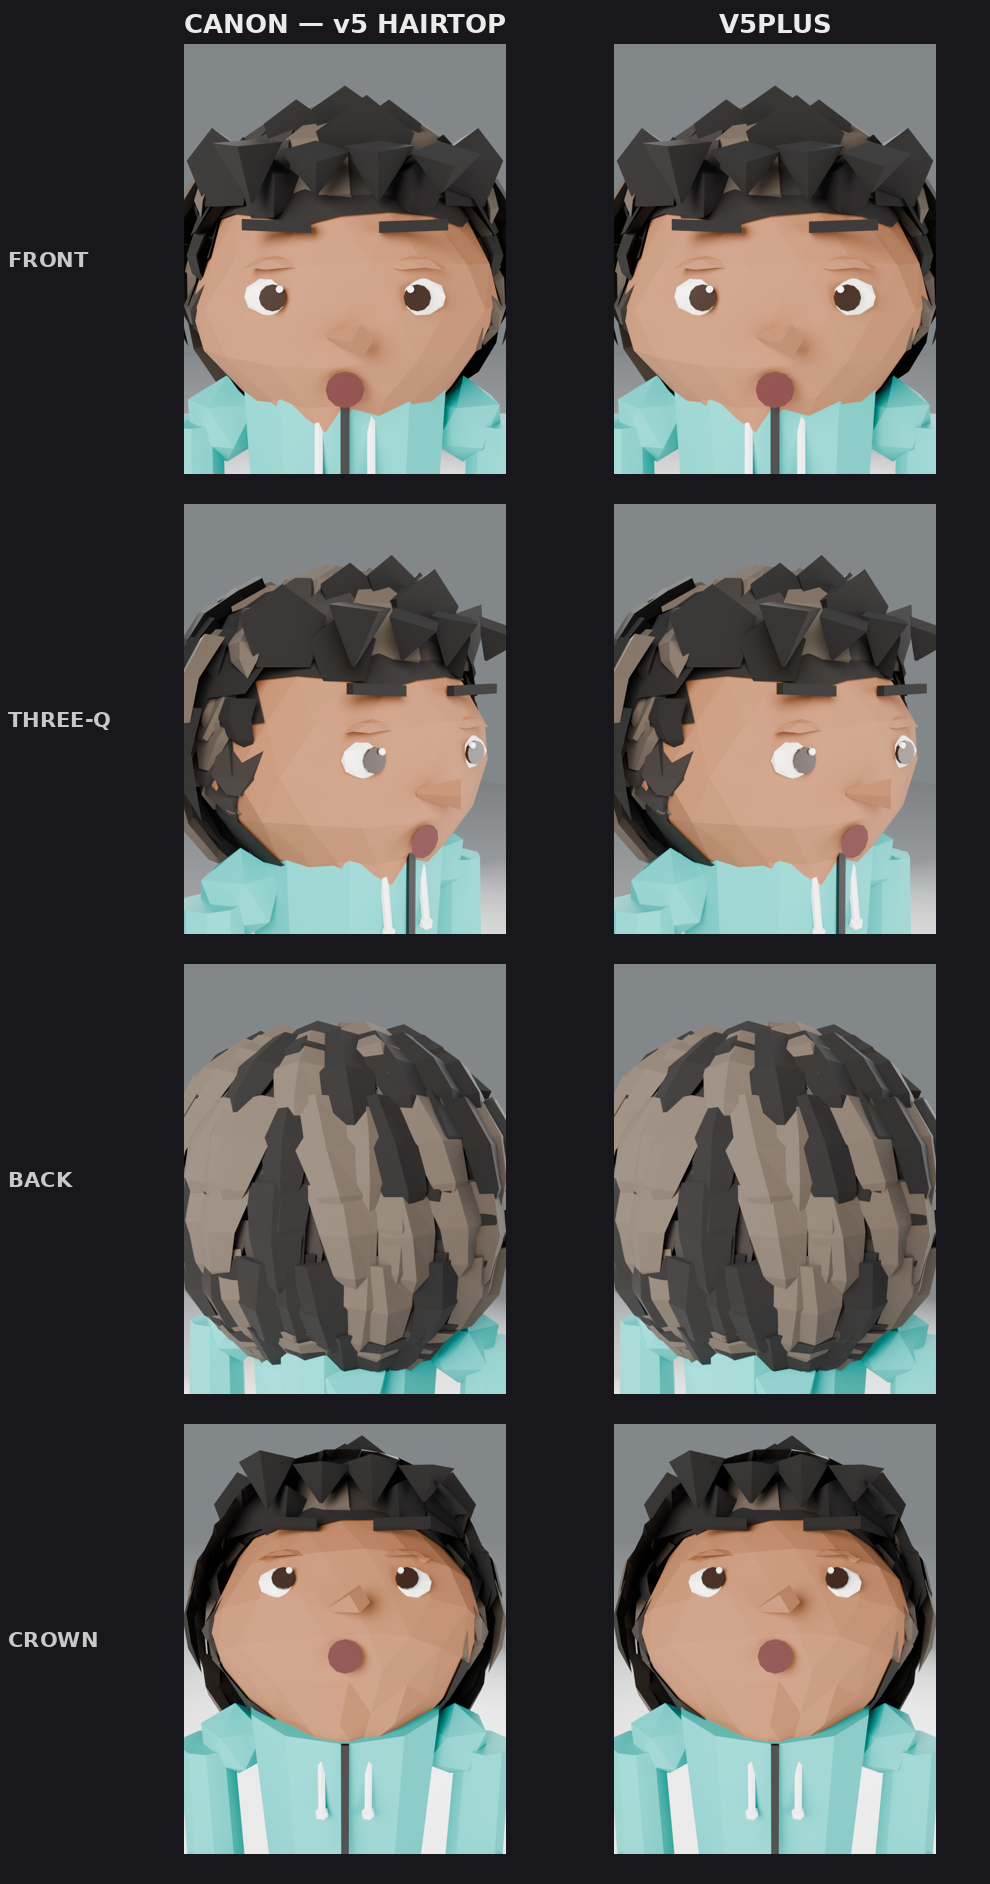 CANON — v5 HAIRTOP
V5PLUS
FRONT
THREE-Q
BACK
CROWN